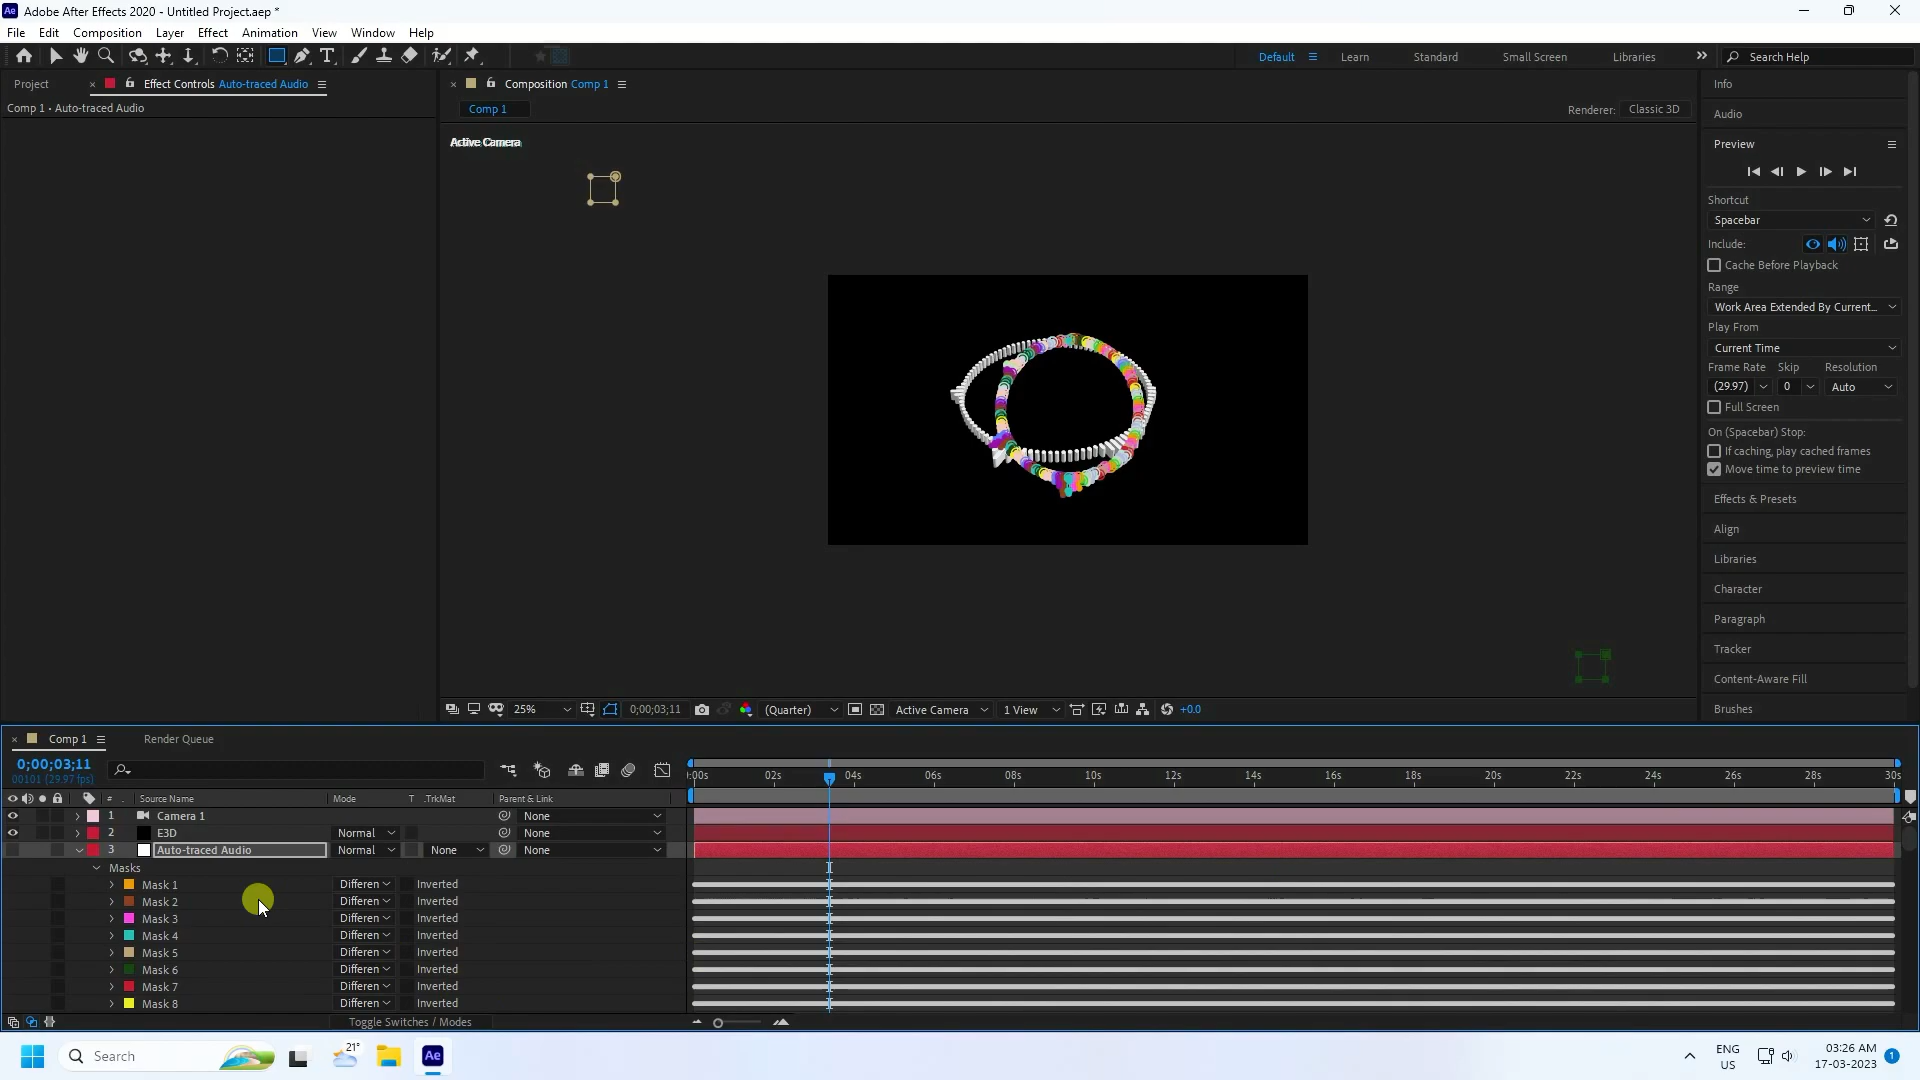 Adobe After Effects 2020 - Untitled Project.aep *
File Edit Composition Layer Effect Animation View Window Help
Default Learn Standard Small Screen Libraries Search Help
Project Effect Controls Auto-traced Audio
Composition Comp 1
Comp 1 • Auto-traced Audio
Comp 1
Renderer: Classic 3D
Active Camera
Info
Audio
Preview
Shortcut
Spacebar
Include:
Cache Before Playback
Range
Work Area Extended By Current...
Play From
Current Time
Frame Rate Skip Resolution
(29.97) 0 Auto
Full Screen
On (Spacebar) Stop:
If caching, play cached frames
Move time to preview time
Effects & Presets
Align
Libraries
Character
Paragraph
Tracker
Content-Aware Fill
Brushes
25% 0;00;03;11 (Quarter) Active Camera 1 View +0.0
Comp 1 Render Queue
0;00;03;11
00101 (29.97 fps)
:00s 02s 04s 06s 08s 10s 12s 14s 16s 18s 20s 22s 24s 26s 28s 30s
# Source Name Mode T .TrkMat Parent & Link
1 Camera 1 None
2 E3D Normal None
3 Auto-traced Audio Normal None None
Masks
Mask 1 Differen Inverted
Mask 2 Differen Inverted
Mask 3 Differen Inverted
Mask 4 Differen Inverted
Mask 5 Differen Inverted
Mask 6 Differen Inverted
Mask 7 Differen Inverted
Mask 8 Differen Inverted
Toggle Switches / Modes
Search 21° Ae
ENG
US
03:26 AM
17-03-2023
1